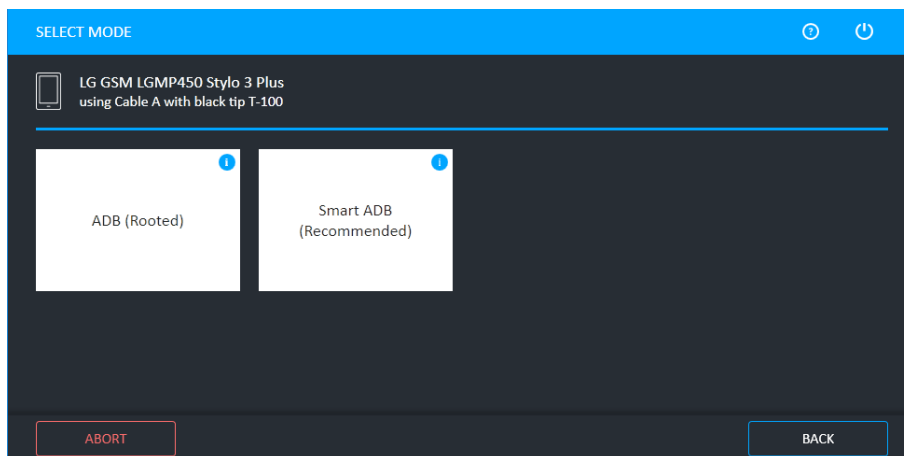 SELECT MODE
LG GSM LGMP450 Stylo 3 Plus
using Cable A with black tip T-100
ADB (Rooted)
Smart ADB
(Recommended)
ABORT
BACK